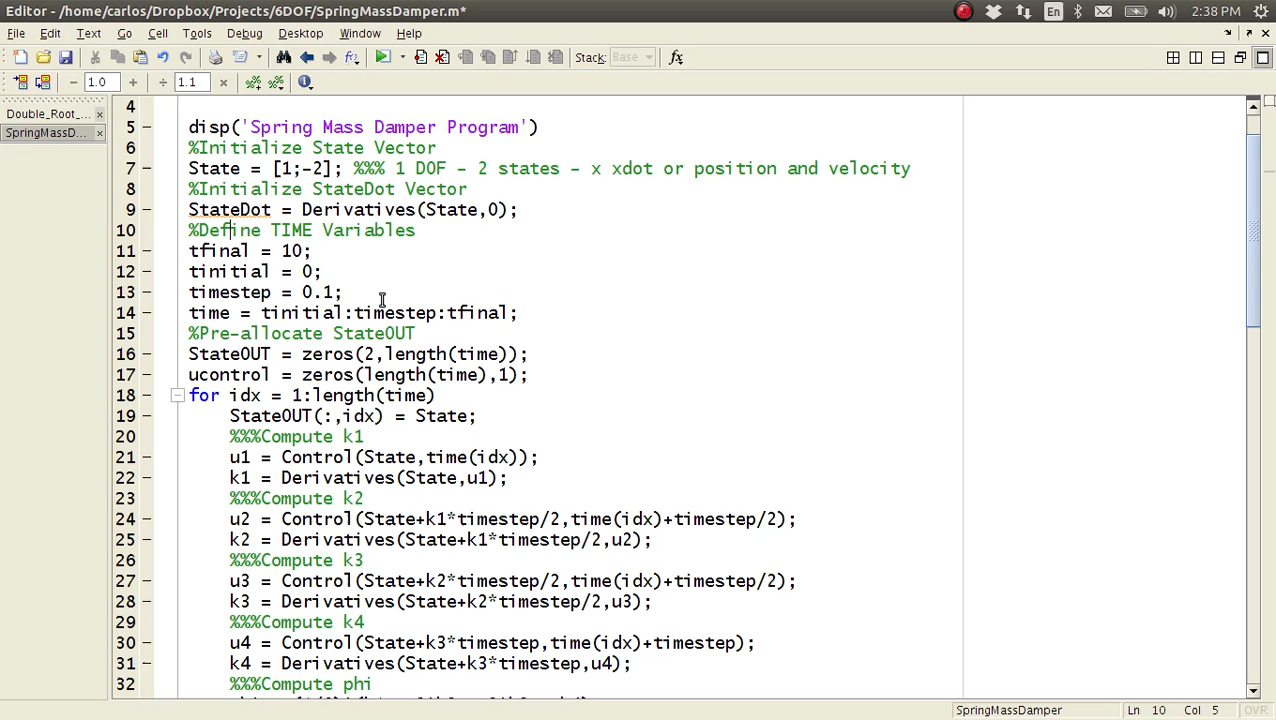 Editor - /home/carlos/Dropbox/Projects/6DOF/SpringMassDamper.m*
En
2:38 PM
File Edit Text Go Cell Tools Debug Desktop Window Help
Stack: Base
fx
- 1.0 + ÷ 1.1 ×
Double_Root_... ×
SpringMassD... ×
4
5 disp('Spring Mass Damper Program')
6 %Initialize State Vector
7 State = [1;-2]; %%% 1 DOF - 2 states - x xdot or position and velocity
8 %Initialize StateDot Vector
9 StateDot = Derivatives(State,0);
10 %Define TIME Variables
11 tfinal = 10;
12 tinitial = 0;
13 timestep = 0.1;
14 time = tinitial:timestep:tfinal;
15 %Pre-allocate StateOUT
16 StateOUT = zeros(2,length(time));
17 ucontrol = zeros(length(time),1);
18 for idx = 1:length(time)
19 StateOUT(:,idx) = State;
20 %%%Compute k1
21 u1 = Control(State,time(idx));
22 k1 = Derivatives(State,u1);
23 %%%Compute k2
24 u2 = Control(State+k1*timestep/2,time(idx)+timestep/2);
25 k2 = Derivatives(State+k1*timestep/2,u2);
26 %%%Compute k3
27 u3 = Control(State+k2*timestep/2,time(idx)+timestep/2);
28 k3 = Derivatives(State+k2*timestep/2,u3);
29 %%%Compute k4
30 u4 = Control(State+k3*timestep,time(idx)+timestep);
31 k4 = Derivatives(State+k3*timestep,u4);
32 %%%Compute phi
SpringMassDamper Ln 10 Col 5 OVR